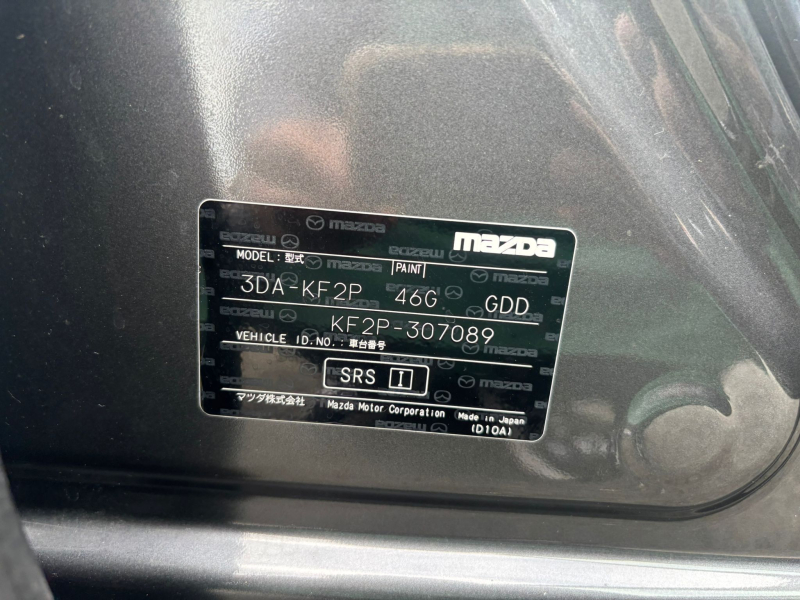 mazda
MODEL : 型式 PAINT
3DA-KF2P 46G GDD
KF2P-307089
VEHICLE ID.NO. : 車台番号
SRS I
マツダ株式会社 Mazda Motor Corporation Made in Japan
(D10A)